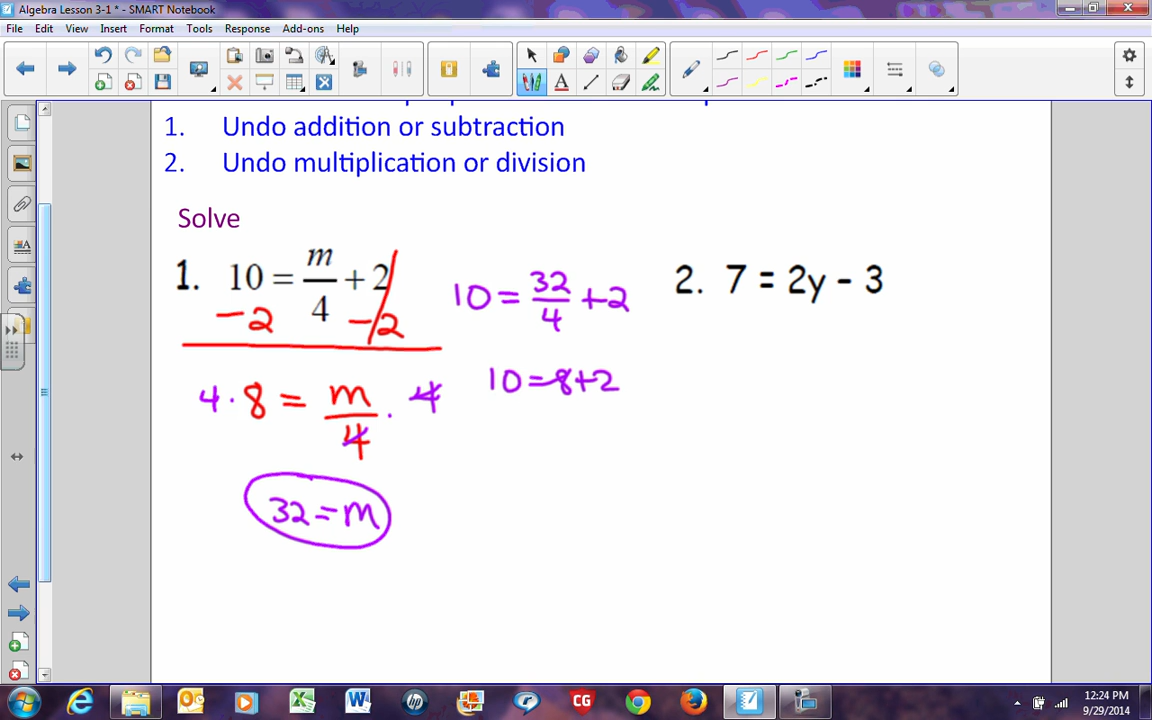 Algebra Lesson 3-1 * - SMART Notebook
File Edit View Insert Format Tools Response Add-ons Help
1. Undo addition or subtraction
2. Undo multiplication or division
Solve
1. 10 = m/4 + 2
-2 -2
4 · 8 = m/4 · 4
32 = m
10 = 32/4 + 2
10 = 8 + 2
2. 7 = 2y - 3
12:24 PM
9/29/2014